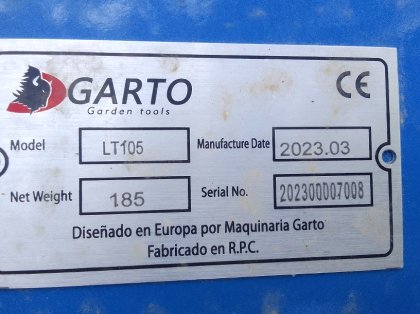 GARTO
Garden tools
CE
Model LT105 Manufacture Date 2023.03
Net Weight 185 Serial No. 202300D07008
Diseñado en Europa por Maquinaria Garto
Fabricado en R.P.C.